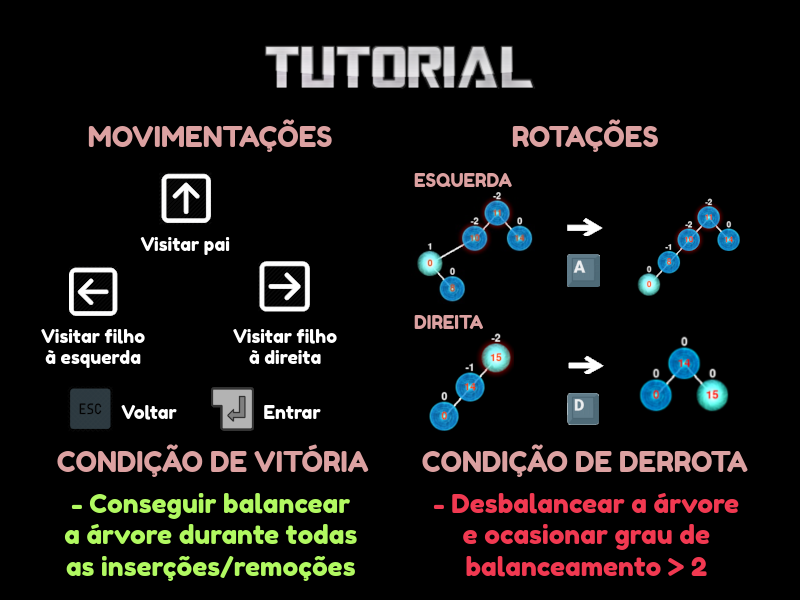 TUTORIAL
MOVIMENTAÇÕES
Visitar pai
Visitar filho
à esquerda
Visitar filho
à direita
ESC
Voltar
Entrar
ROTAÇÕES
ESQUERDA
-2
-2
0
1
0
0
A
-2
-2
0
-1
0
0
DIREITA
-2
15
-1
0
D
0
0
0
15
CONDIÇÃO DE VITÓRIA
- Conseguir balancear
a árvore durante todas
as inserções/remoções
CONDIÇÃO DE DERROTA
- Desbalancear a árvore
e ocasionar grau de
balanceamento > 2